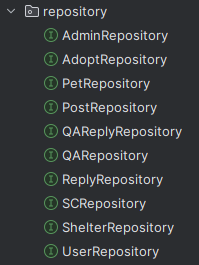 repository
AdminRepository
AdoptRepository
PetRepository
PostRepository
QAReplyRepository
QARepository
ReplyRepository
SCRepository
ShelterRepository
UserRepository